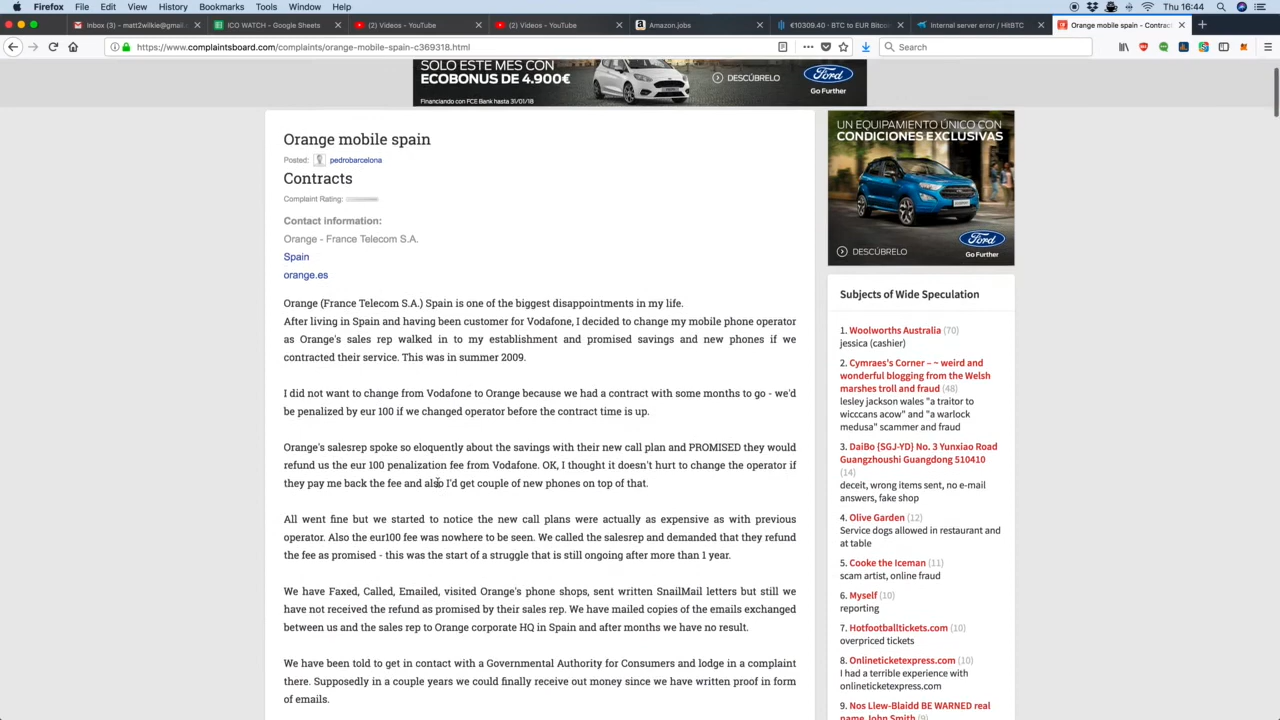 Firefox File Edit View History Bookmarks Tools Window Help
Thu 16:44
Inbox (3) - matt2wilkie@gmail.
ICO WATCH - Google Sheets
(2) Videos - YouTube
(2) Videos - YouTube
Amazon.jobs
€10309.40 - BTC to EUR Bitcoi
Internal server error / HitBTC
Orange mobile spain - Contrac
https://www.complaintsboard.com/complaints/orange-mobile-spain-c369318.html
Search
SOLO ESTE MES CON
ECOBONUS DE 4.900€
Financiando con FCE Bank hasta 31/01/18
DESCÚBRELO
Ford
Go Further
Orange mobile spain
Posted: pedrobarcelona
Contracts
Complaint Rating:
Contact information:
Orange - France Telecom S.A.
Spain
orange.es
Orange (France Telecom S.A.) Spain is one of the biggest disappointments in my life.
After living in Spain and having been customer for Vodafone, I decided to change my mobile phone operator
as Orange's sales rep walked in to my establishment and promised savings and new phones if we
contracted their service. This was in summer 2009.
I did not want to change from Vodafone to Orange because we had a contract with some months to go - we'd
be penalized by eur 100 if we changed operator before the contract time is up.
Orange's salesrep spoke so eloquently about the savings with their new call plan and PROMISED they would
refund us the eur 100 penalization fee from Vodafone. OK, I thought it doesn't hurt to change the operator if
they pay me back the fee and also I'd get couple of new phones on top of that.
All went fine but we started to notice the new call plans were actually as expensive as with previous
operator. Also the eur100 fee was nowhere to be seen. We called the salesrep and demanded that they refund
the fee as promised - this was the start of a struggle that is still ongoing after more than 1 year.
We have Faxed, Called, Emailed, visited Orange's phone shops, sent written SnailMail letters but still we
have not received the refund as promised by their sales rep. We have mailed copies of the emails exchanged
between us and the sales rep to Orange corporate HQ in Spain and after months we have no result.
We have been told to get in contact with a Governmental Authority for Consumers and lodge in a complaint
there. Supposedly in a couple years we could finally receive out money since we have written proof in form
of emails.
UN EQUIPAMIENTO ÚNICO CON
CONDICIONES EXCLUSIVAS
DESCÚBRELO
Ford
Go Further
Subjects of Wide Speculation
1. Woolworths Australia (70)
jessica (cashier)
2. Cymraes's Corner – ~ weird and
wonderful blogging from the Welsh
marshes troll and fraud (48)
lesley jackson wales "a traitor to
wicccans acow" and "a warlock
medusa" scammer and fraud
3. DaiBo {SGJ-YD} No. 3 Yunxiao Road
Guangzhoushi Guangdong 510410
(14)
deceit, wrong items sent, no e-mail
answers, fake shop
4. Olive Garden (12)
Service dogs allowed in restaurant and
at table
5. Cooke the Iceman (11)
scam artist, online fraud
6. Myself (10)
reporting
7. Hotfootballtickets.com (10)
overpriced tickets
8. Onlineticketexpress.com (10)
I had a terrible experience with
onlineticketexpress.com
9. Nos Llew-Blaidd BE WARNED real
name John Smith (9)